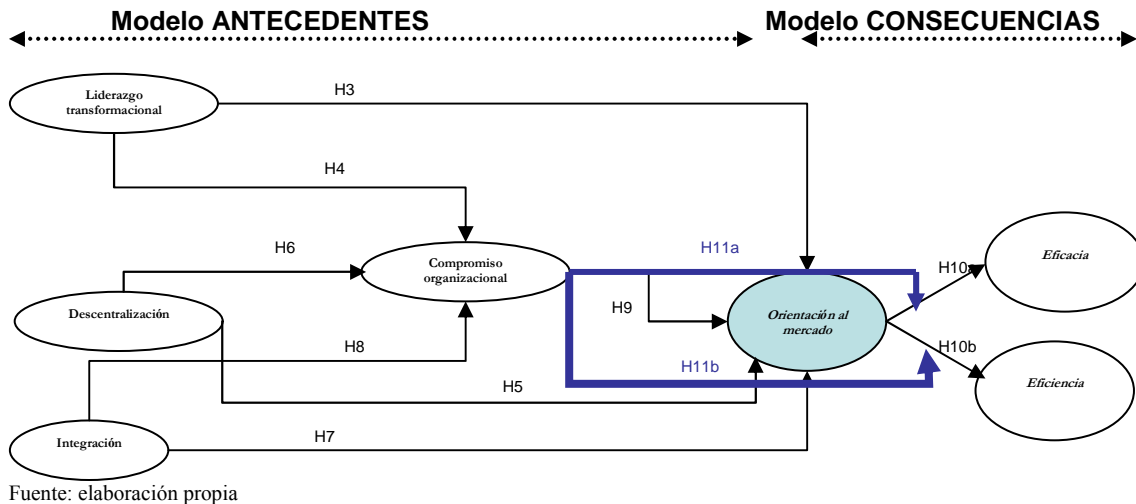 Modelo ANTECEDENTES
Modelo CONSECUENCIAS
Liderazgo
transformacional
H3
H4
H6
Compromiso
organizacional
H11a
H10a
Eficacia
H9
Orientación al
mercado
Descentralización
H8
H11b
H10b
H5
Eficiencia
Integración
H7
Fuente: elaboración propia